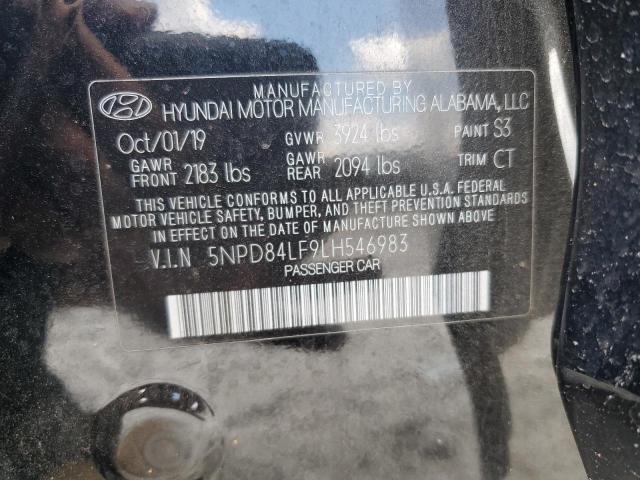 MANUFACTURED BY
HYUNDAI MOTOR MANUFACTURING ALABAMA, LLC
Oct/01/19 GVWR 3924 lbs PAINT S3
GAWR FRONT 2183 lbs GAWR REAR 2094 lbs TRIM CT
THIS VEHICLE CONFORMS TO ALL APPLICABLE U.S.A. FEDERAL
MOTOR VEHICLE SAFETY, BUMPER, AND THEFT PREVENTION STANDARDS
IN EFFECT ON THE DATE OF MANUFACTURE SHOWN ABOVE.
V.I.N 5NPD84LF9LH546983
PASSENGER CAR